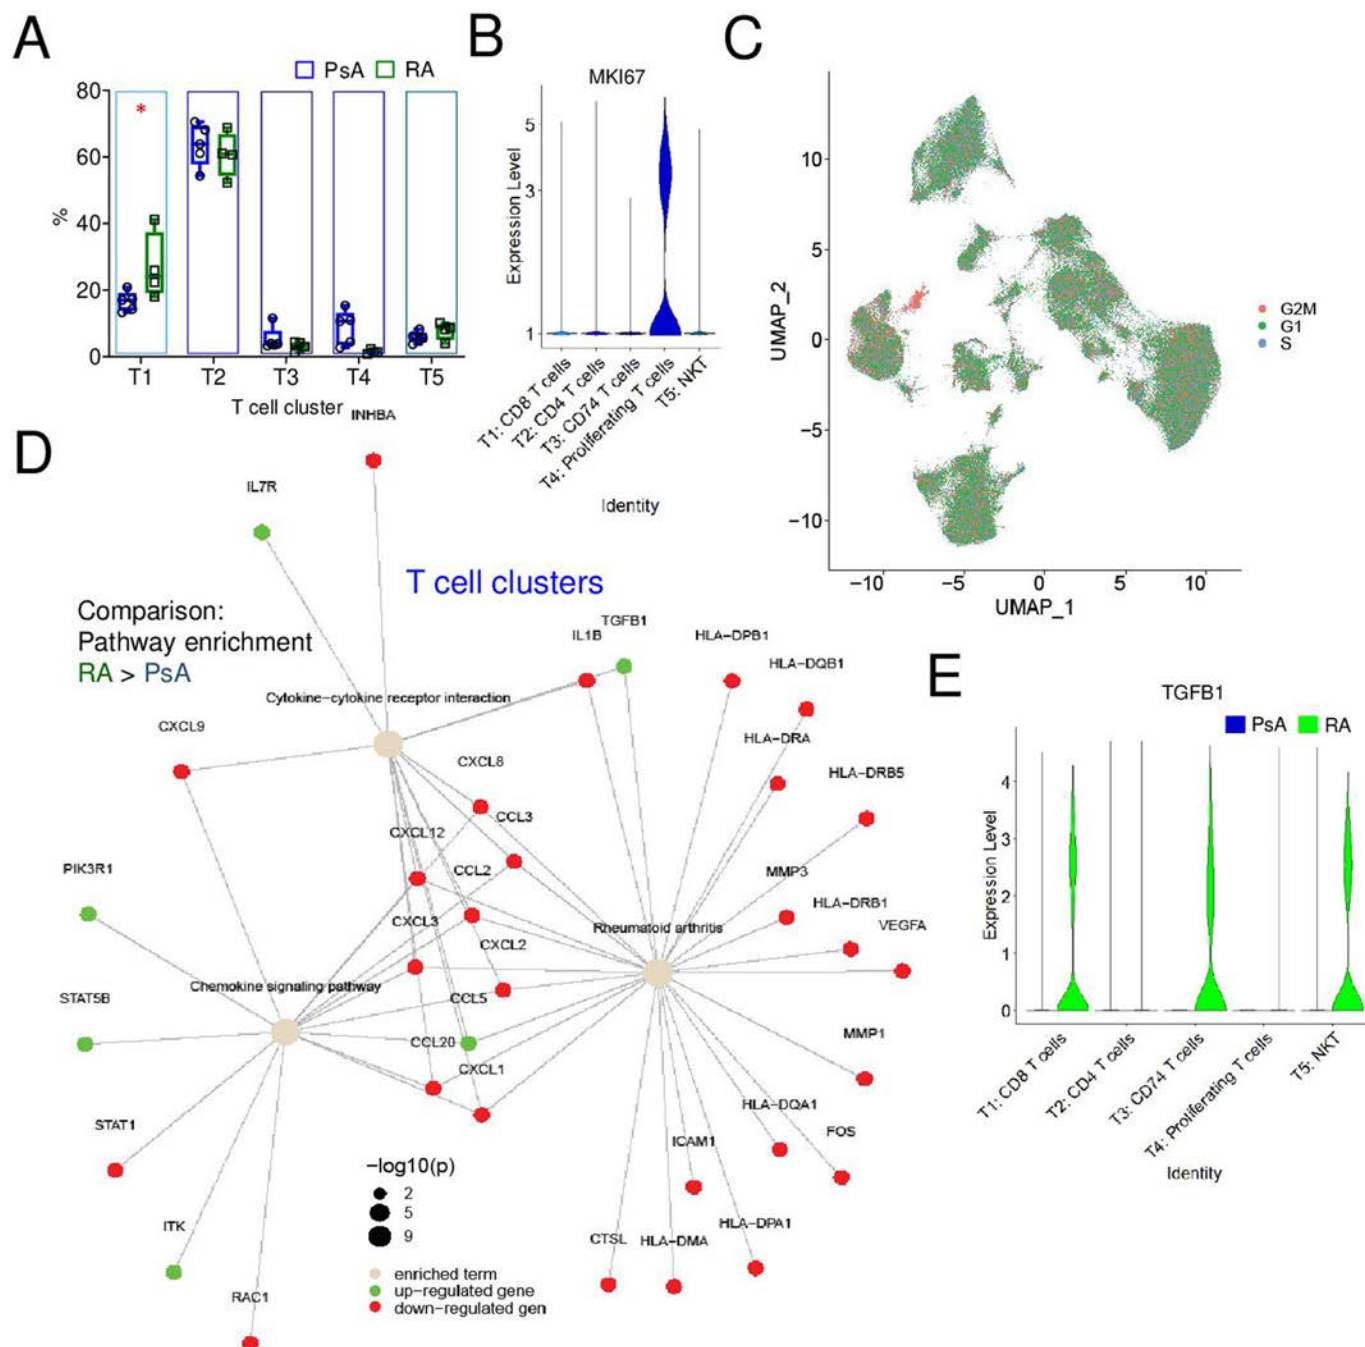 A
PsA RA
80
60
40
20
0
%
*
T1 T2 T3 T4 T5
T cell cluster
B
MKI67
Expression Level
5
3
1
T1: CD8 T cells
T2: CD4 T cells
T3: CD74 T cells
T4: Proliferating T cells
T5: NKT
Identity
C
UMAP_2
10
5
0
−5
−10
−10 −5 0 5 10
UMAP_1
G2M
G1
S
D
INHBA
IL7R
T cell clusters
Comparison:
Pathway enrichment
RA > PsA
TGFB1
IL1B
HLA−DPB1
HLA−DQB1
Cytokine−cytokine receptor interaction
CXCL9
HLA−DRA
CXCL8
HLA−DRB5
CCL3
CXCL12
PIK3R1
CCL2
MMP3
HLA−DRB1
CXCL3
VEGFA
Rheumatoid arthritis
CXCL2
Chemokine signaling pathway
STAT5B
CCL5
CCL20
MMP1
CXCL1
HLA−DQA1
STAT1
FOS
ICAM1
ITK
HLA−DPA1
CTSL
HLA−DMA
RAC1
−log10(p)
2
5
9
enriched term
up−regulated gene
down−regulated gen
E
TGFB1
PsA RA
Expression Level
4
3
2
1
0
T1: CD8 T cells
T2: CD4 T cells
T3: CD74 T cells
T4: Proliferating T cells
T5: NKT
Identity